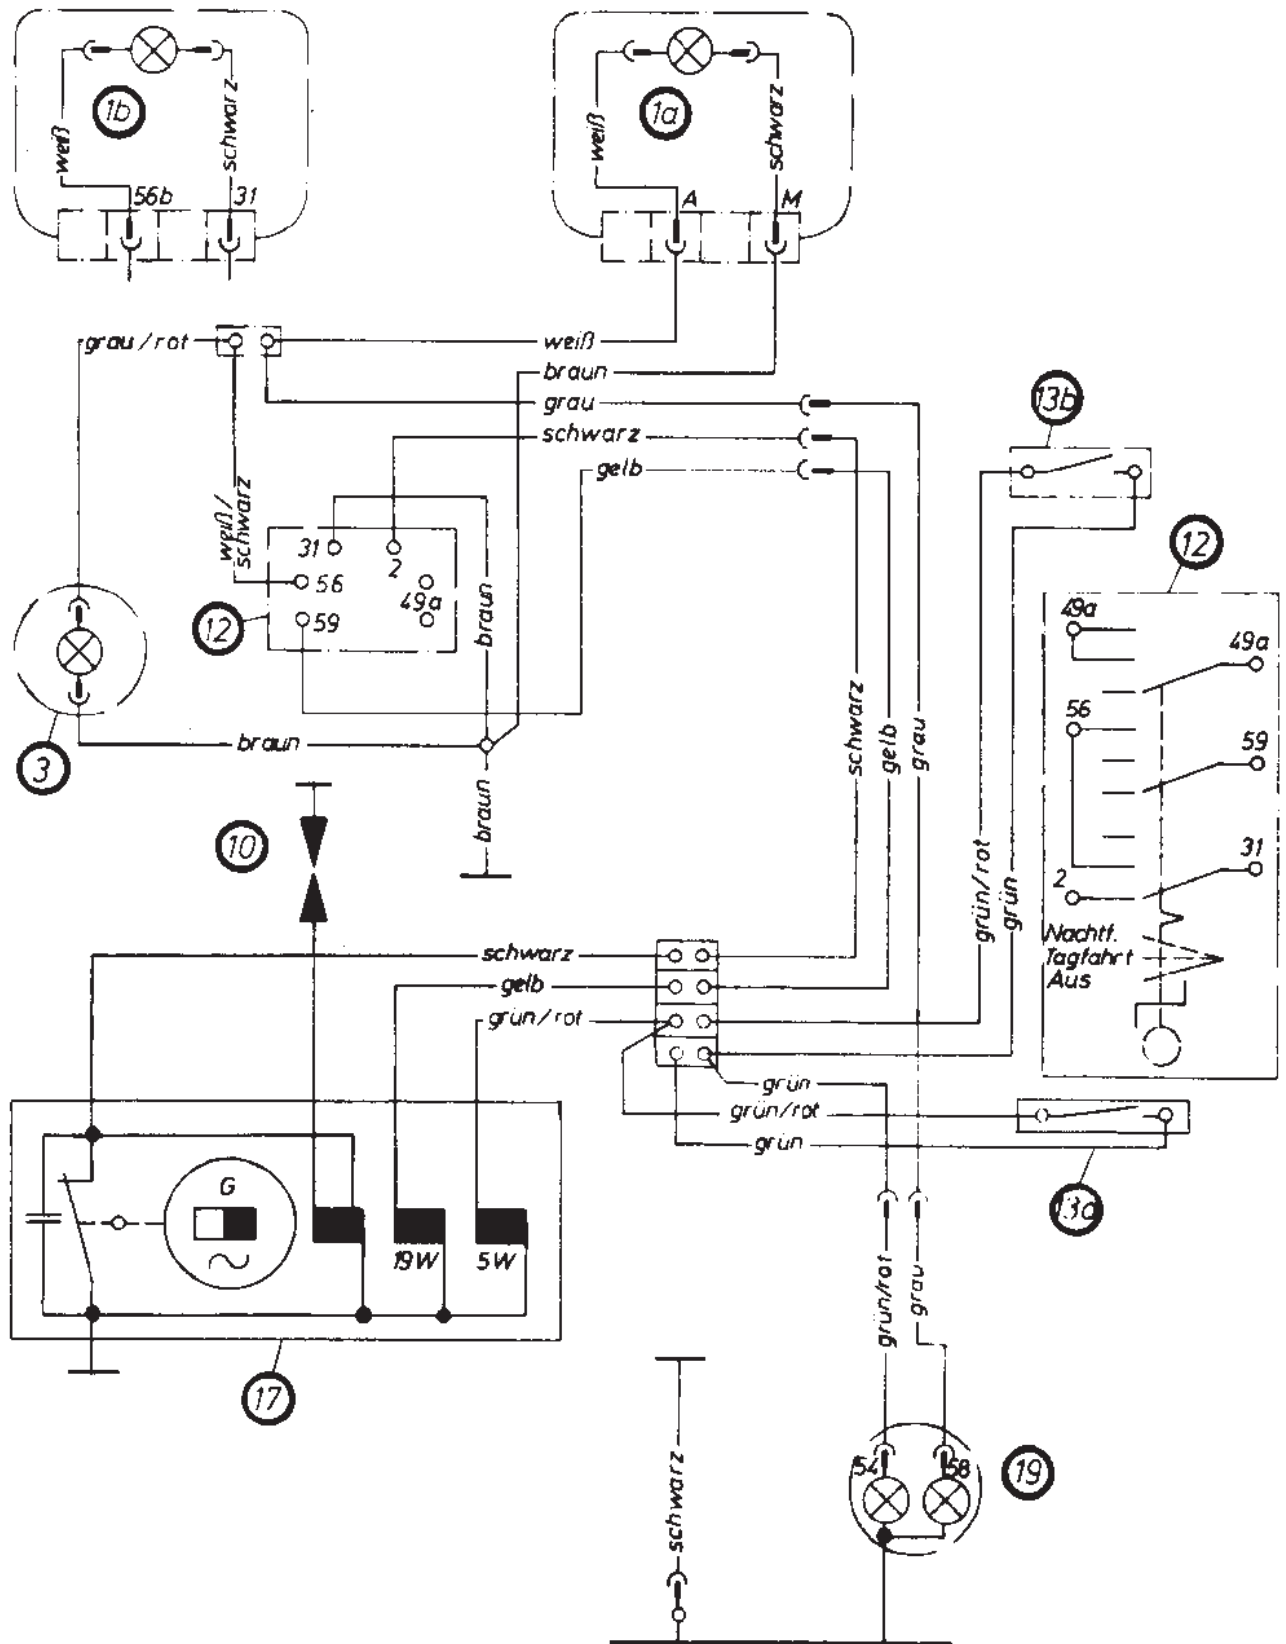 1b
weiß
schwarz
56b
31
1a
weiß
schwarz
A
M
grau/rot
weiß
braun
grau
schwarz
gelb
13b
weiß/
schwarz
31
2
56
49a
59
12
braun
12
49a
49a
56
59
31
2
Nachtf.
Tagfahrt
Aus
3
braun
schwarz
gelb
grau
10
braun
grün/rot
grün
schwarz
gelb
grün/rot
grün
grün/rot
grün
13a
G
19W
5W
17
grün/rot
grau
schwarz
54
58
19